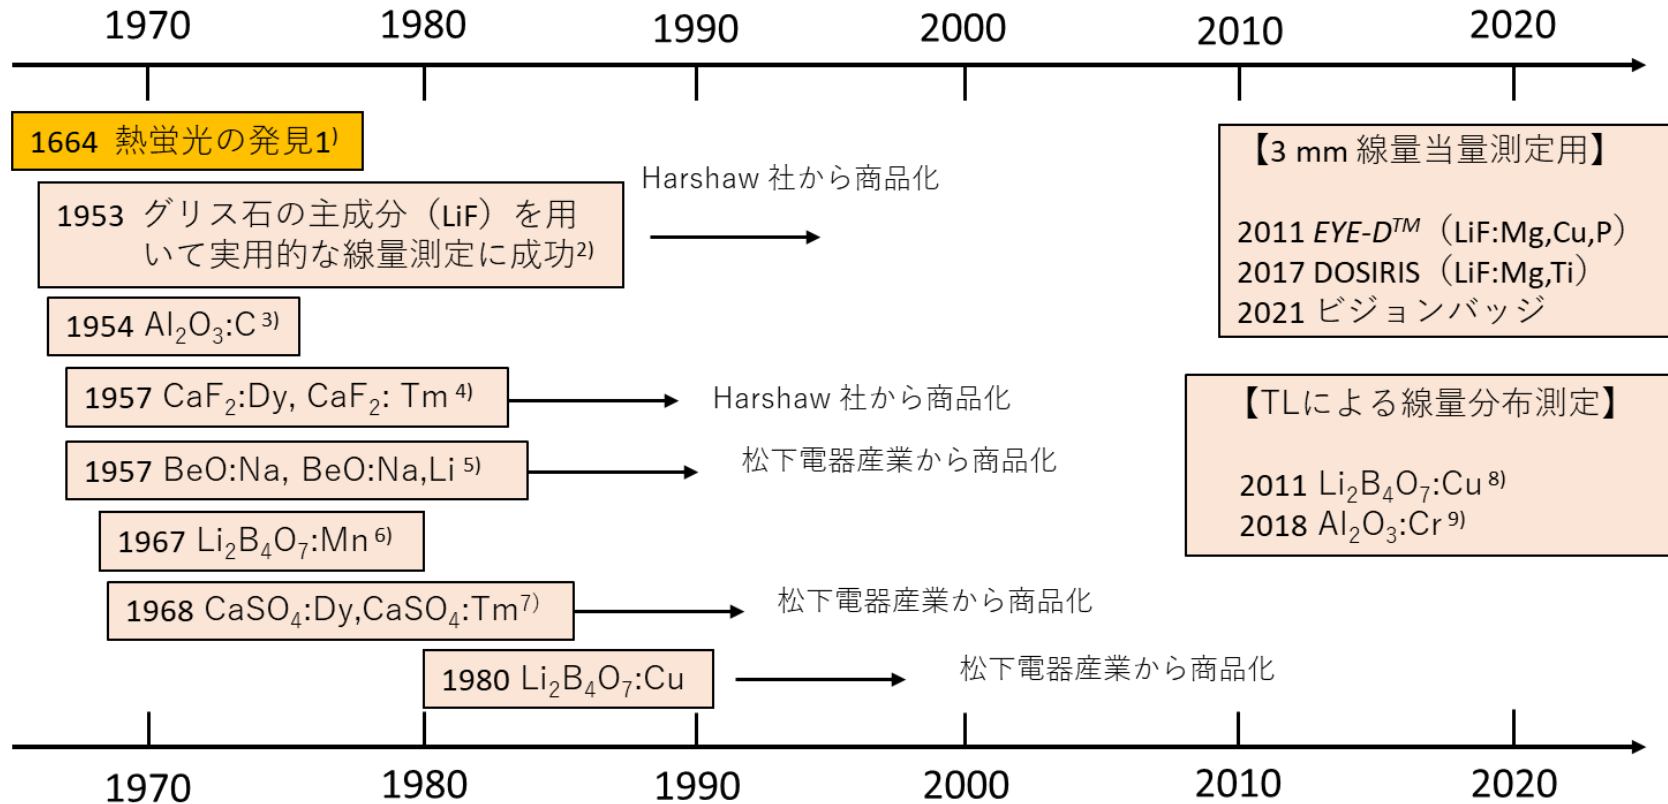 1970 1980 1990 2000 2010 2020
1664 熱蛍光の発見1)
1953 グリス石の主成分（LiF）を用
いて実用的な線量測定に成功2)
Harshaw 社から商品化
1954 Al₂O₃:C 3)
1957 CaF₂:Dy, CaF₂: Tm 4)
Harshaw 社から商品化
1957 BeO:Na, BeO:Na,Li 5)
松下電器産業から商品化
1967 Li₂B₄O₇:Mn 6)
1968 CaSO₄:Dy,CaSO₄:Tm7)
松下電器産業から商品化
1980 Li₂B₄O₇:Cu
松下電器産業から商品化
【3 mm 線量当量測定用】
2011 EYE-D™（LiF:Mg,Cu,P）
2017 DOSIRIS（LiF:Mg,Ti）
2021 ビジョンバッジ
【TLによる線量分布測定】
2011 Li₂B₄O₇:Cu 8)
2018 Al₂O₃:Cr 9)
1970 1980 1990 2000 2010 2020